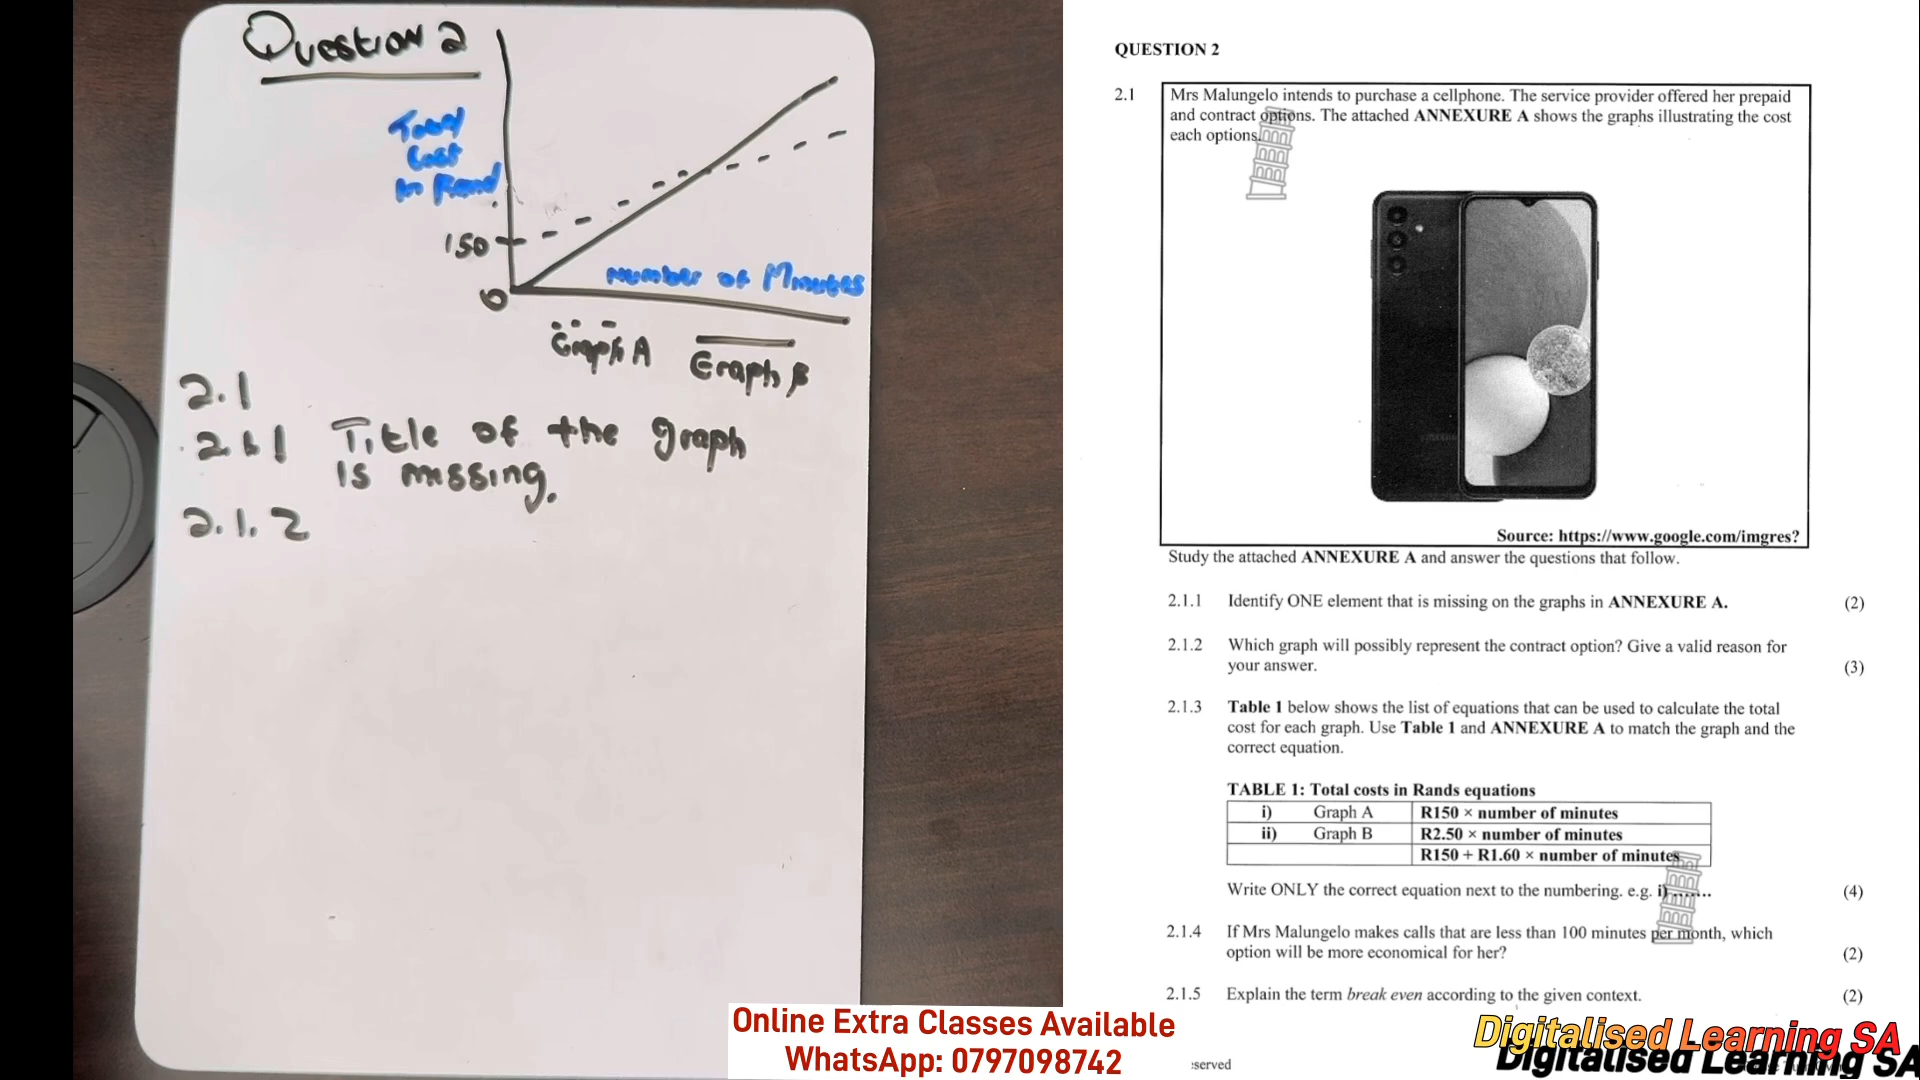 Question 2
Total
Cost
In Rand
150
0
Number of Minutes
Graph A
Graph B
2.1
2.1.1 Title of the graph
is missing.
2.1.2
QUESTION 2
2.1 Mrs Malungelo intends to purchase a cellphone. The service provider offered her prepaid
and contract options. The attached ANNEXURE A shows the graphs illustrating the cost
each options.
SAMSUNG
Source: https://www.google.com/imgres?
Study the attached ANNEXURE A and answer the questions that follow.
2.1.1 Identify ONE element that is missing on the graphs in ANNEXURE A. (2)
2.1.2 Which graph will possibly represent the contract option? Give a valid reason for
your answer. (3)
2.1.3 Table 1 below shows the list of equations that can be used to calculate the total
cost for each graph. Use Table 1 and ANNEXURE A to match the graph and the
correct equation.
TABLE 1: Total costs in Rands equations
i) Graph A R150 × number of minutes
ii) Graph B R2.50 × number of minutes
R150 + R1.60 × number of minutes
Write ONLY the correct equation next to the numbering. e.g. i)....... (4)
2.1.4 If Mrs Malungelo makes calls that are less than 100 minutes per month, which
option will be more economical for her? (2)
2.1.5 Explain the term break even according to the given context. (2)
Online Extra Classes Available
WhatsApp: 0797098742
:served
Digitalised Learning SA
Digitalised Learning SA